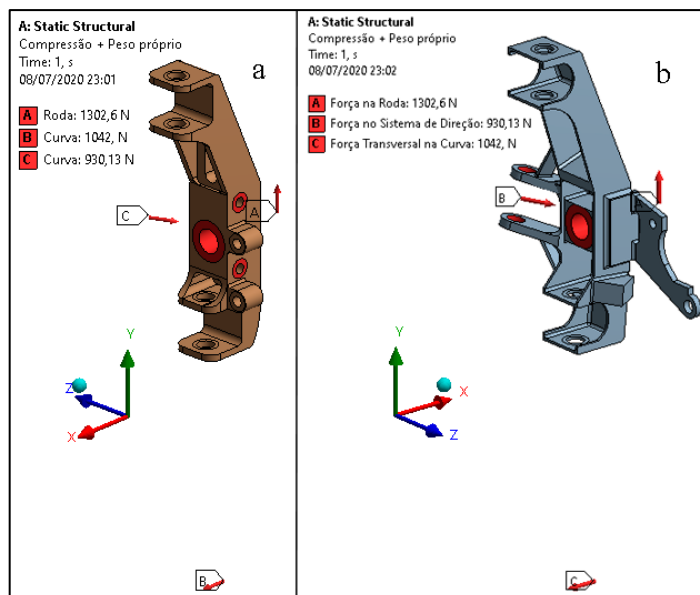 A: Static Structural
Compressão + Peso próprio
Time: 1, s
08/07/2020 23:01
a
A Roda: 1302,6 N
B Curva: 1042, N
C Curva: 930,13 N
C
A
Y
Z
X
B
A: Static Structural
Compressão + Peso próprio
Time: 1, s
08/07/2020 23:02
b
A Força na Roda: 1302,6 N
B Força no Sistema de Direção: 930,13 N
C Força Transversal na Curva: 1042, N
B
Y
X
Z
C